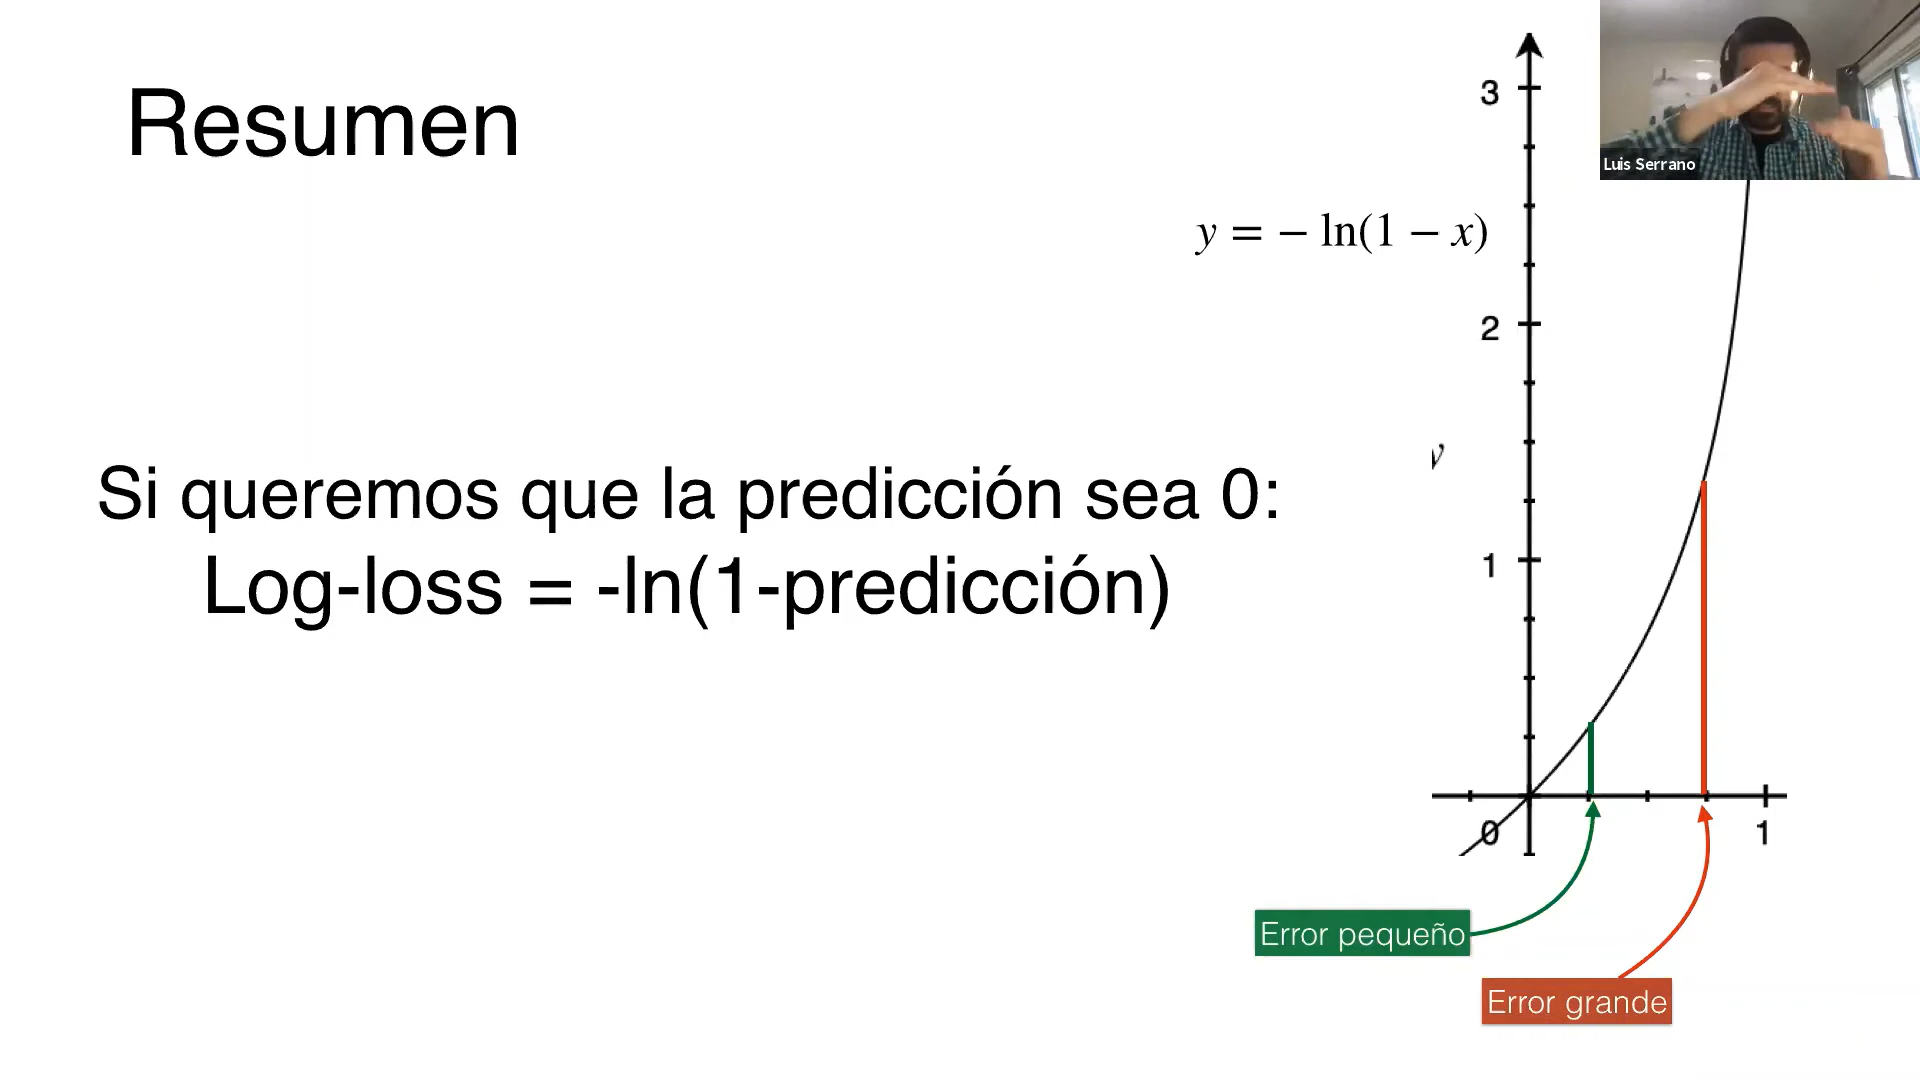 Resumen
Luis Serrano
y = − ln(1 − x)
Si queremos que la predicción sea 0:
Log-loss = -ln(1-predicción)
3
2
1
y
0
1
Error pequeño
Error grande